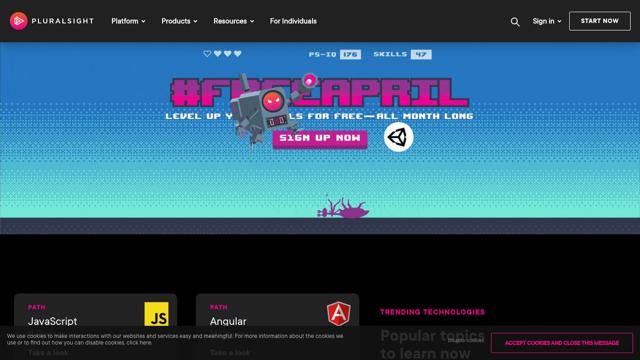 PLURALSIGHT
Platform
Products
Resources
For Individuals
Sign in
START NOW
PS-IQ 176
SKILLS 47
#FREEAPRIL
LEVEL UP Y LS FOR FREE—ALL MONTH LONG
SIGN UP NOW
PATH
JavaScript
JS
Take a look
PATH
Angular
A
Take a look
TRENDING TECHNOLOGIES
Popular topics
to learn now
We use cookies to make interactions with our websites and services easy and meaningful. For more information about the cookies we
use or to find out how you can disable cookies, click here.
Disable cookies
ACCEPT COOKIES AND CLOSE THIS MESSAGE